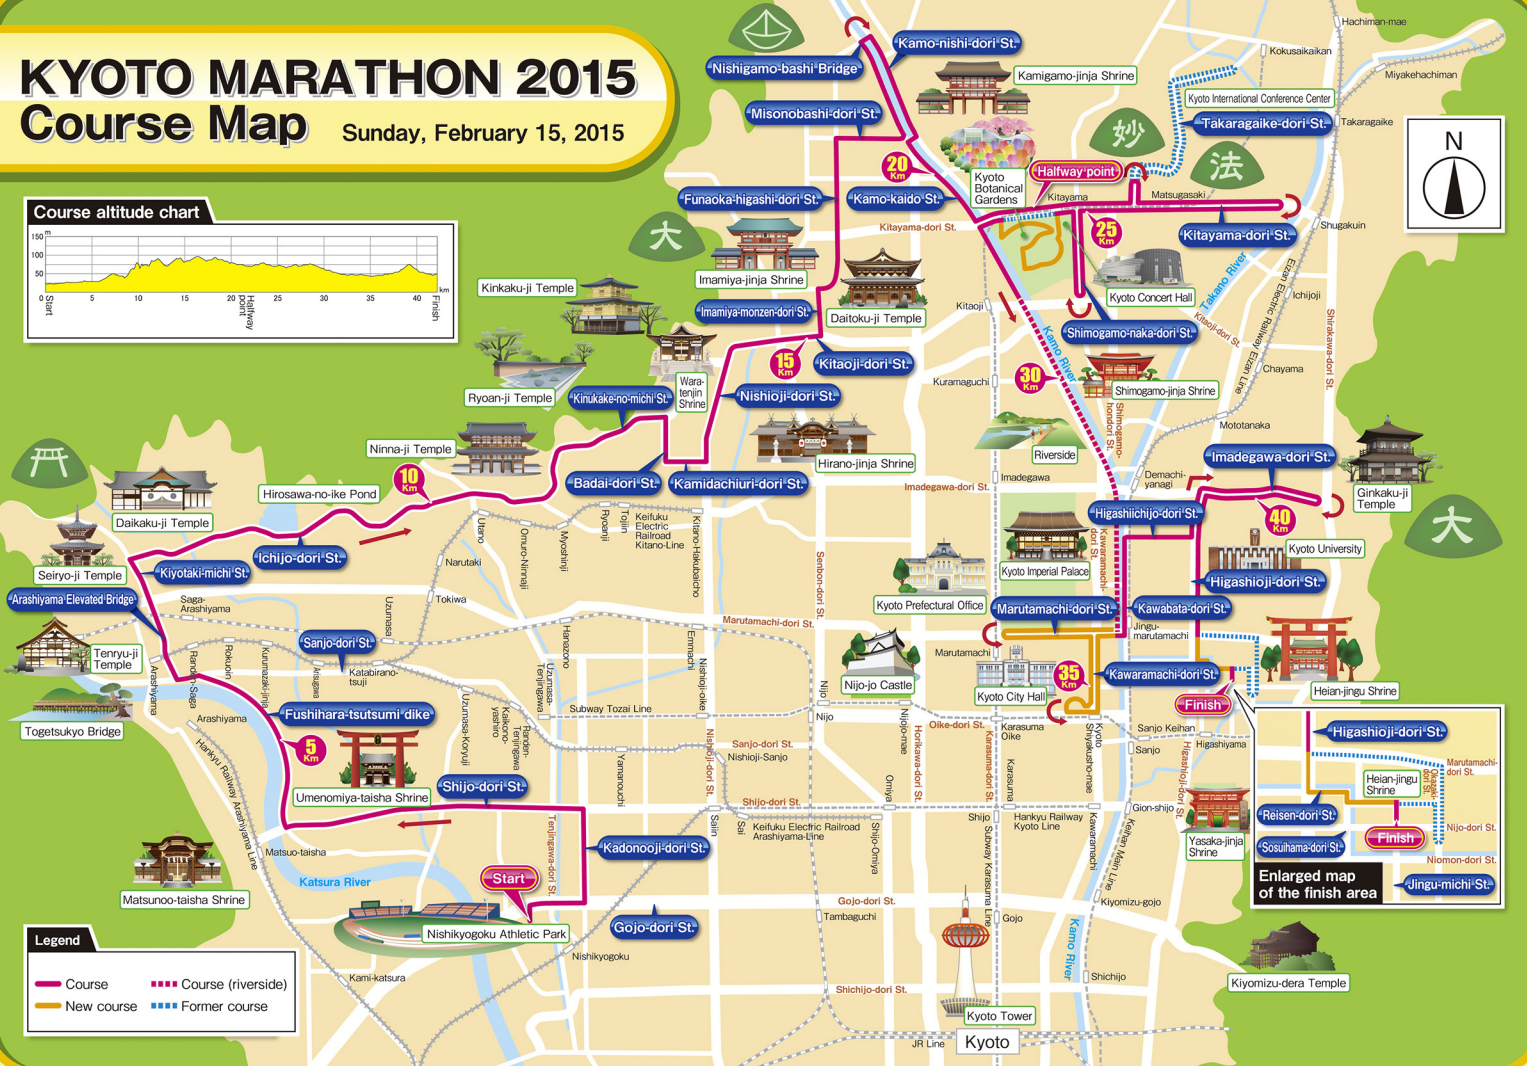 KYOTO MARATHON 2015
Course Map
Sunday, February 15, 2015
Course altitude chart
m
150
100
50
0
5
10
15
20
25
30
35
40
km
Start
Halfway point
Finish
Nishigamo-bashi Bridge
Kamo-nishi-dori St.
Kamigamo-jinja Shrine
Misonobashi-dori St.
20 Km
Kyoto
Botanical
Gardens
Halfway point
Kitayama
妙
法
Matsugasaki
Kyoto International Conference Center
Takaragaike-dori St.
Hachiman-mae
Kokusaikaikan
Miyakehachiman
Takaragaike
Shugakuin
N
Funaoka-higashi-dori St.
Kamo-kaido St.
Kitayama-dori St.
25 Km
Kitayama-dori St.
大
Imamiya-jinja Shrine
Daitoku-ji Temple
Kyoto Concert Hall
Takano River
Eizan Electric Railway Eizan Line
Ichijoji
Kinkaku-ji Temple
Imamiya-monzen-dori St.
Kitaoji
Kamo River
Shimogamo-naka-dori St.
Kitaoji-dori St.
Shirakawa-dori St.
15 Km
Kitaoji-dori St.
30 Km
Chayama
Ryoan-ji Temple
Kinukake-no-michi St.
Wara-
tenjin
Shrine
Nishioji-dori St.
Kuramaguchi
Shimogamo-jinja Shrine
Shimogamo-
hondori St.
Mototanaka
Ninna-ji Temple
Hirano-jinja Shrine
Riverside
Imadegawa-dori St.
10 Km
Badai-dori St.
Kamidachiuri-dori St.
Imadegawa
Imadegawa-dori St.
Demachi-
yanagi
Ginkaku-ji
Temple
大
Daikaku-ji Temple
Hirosawa-no-ike Pond
Utano
Omuro-Ninnaji
Myoshinji
Ryoanji
Tojiin
Keifuku
Electric
Railroad
Kitano-Line
Kitano-Hakubaicho
Higashiichijo-dori St.
40 Km
Kyoto University
Seiryo-ji Temple
Kiyotaki-michi St.
Ichijo-dori St.
Narutaki
Senbon-dori St.
Kyoto Imperial Palace
Kawaramachi-
dori St.
Higashioji-dori St.
Arashiyama Elevated Bridge
Saga-
Arashiyama
Uzumasa
Tokiwa
Hanazono
Emmachi
Marutamachi-dori St.
Kyoto Prefectural Office
Marutamachi-dori St.
Kawabata-dori St.
Jingu-
marutamachi
Tenryu-ji
Temple
Arashiyama
Randen-Saga
Rokuoin
Kurumazaki-jinja
Arisugawa
Sanjo-dori St.
Katabirano-
tsuji
Uzumasa-
Tenjingawa
Nishioji-oike
Nijo-jo Castle
Marutamachi
Kyoto City Hall
35 Km
Kawaramachi-dori St.
Finish
Heian-jingu Shrine
Togetsukyo Bridge
Arashiyama
Fushihara-tsutsumi dike
Uzumasa-Koryuji
Kaikono-
yashiro
Randen-
Tenjingawa
Subway Tozai Line
Nijo
Nijo
Nijojo-mae
Oike-dori St.
Karasuma
Oike
Kyoto
Shiyakusho-mae
Sanjo Keihan
Sanjo
Higashiyama
Hankyu Railway Arashiyama Line
5 Km
Umenomiya-taisha Shrine
Shijo-dori St.
Yamanouchi
Nishioji-dori St.
Sanjo-dori St.
Nishioji-Sanjo
Horikawa-dori St.
Karasuma-dori St.
Karasuma
Higashioji-dori St.
Higashioji-dori St.
Marutamachi-
dori St.
Heian-jingu
Shrine
Okazaki-
dori St.
Reisen-dori St.
Finish
Nijo-dori St.
Sosuihama-dori St.
Niomon-dori St.
Enlarged map
of the finish area
Jingu-michi St.
Shijo-dori St.
Omiya
Saiin
Sai
Keifuku Electric Railroad
Arashiyama-Line
Shijo-Omiya
Shijo
Hankyu Railway
Kyoto Line
Kawaramachi
Gion-shijo
Yasaka-jinja
Shrine
Matsuo-taisha
Katsura River
Tenjingawa-dori St.
Kadonooji-dori St.
Subway Karasuma Line
Keihan Main Line
Matsunoo-taisha Shrine
Start
Nishikyogoku Athletic Park
Gojo-dori St.
Gojo-dori St.
Tambaguchi
Gojo
Kiyomizu-gojo
Nishikyogoku
Kamo River
Kami-katsura
Shichijo-dori St.
Shichijo
Kiyomizu-dera Temple
Kyoto Tower
JR Line
Kyoto
Legend
Course
Course (riverside)
New course
Former course